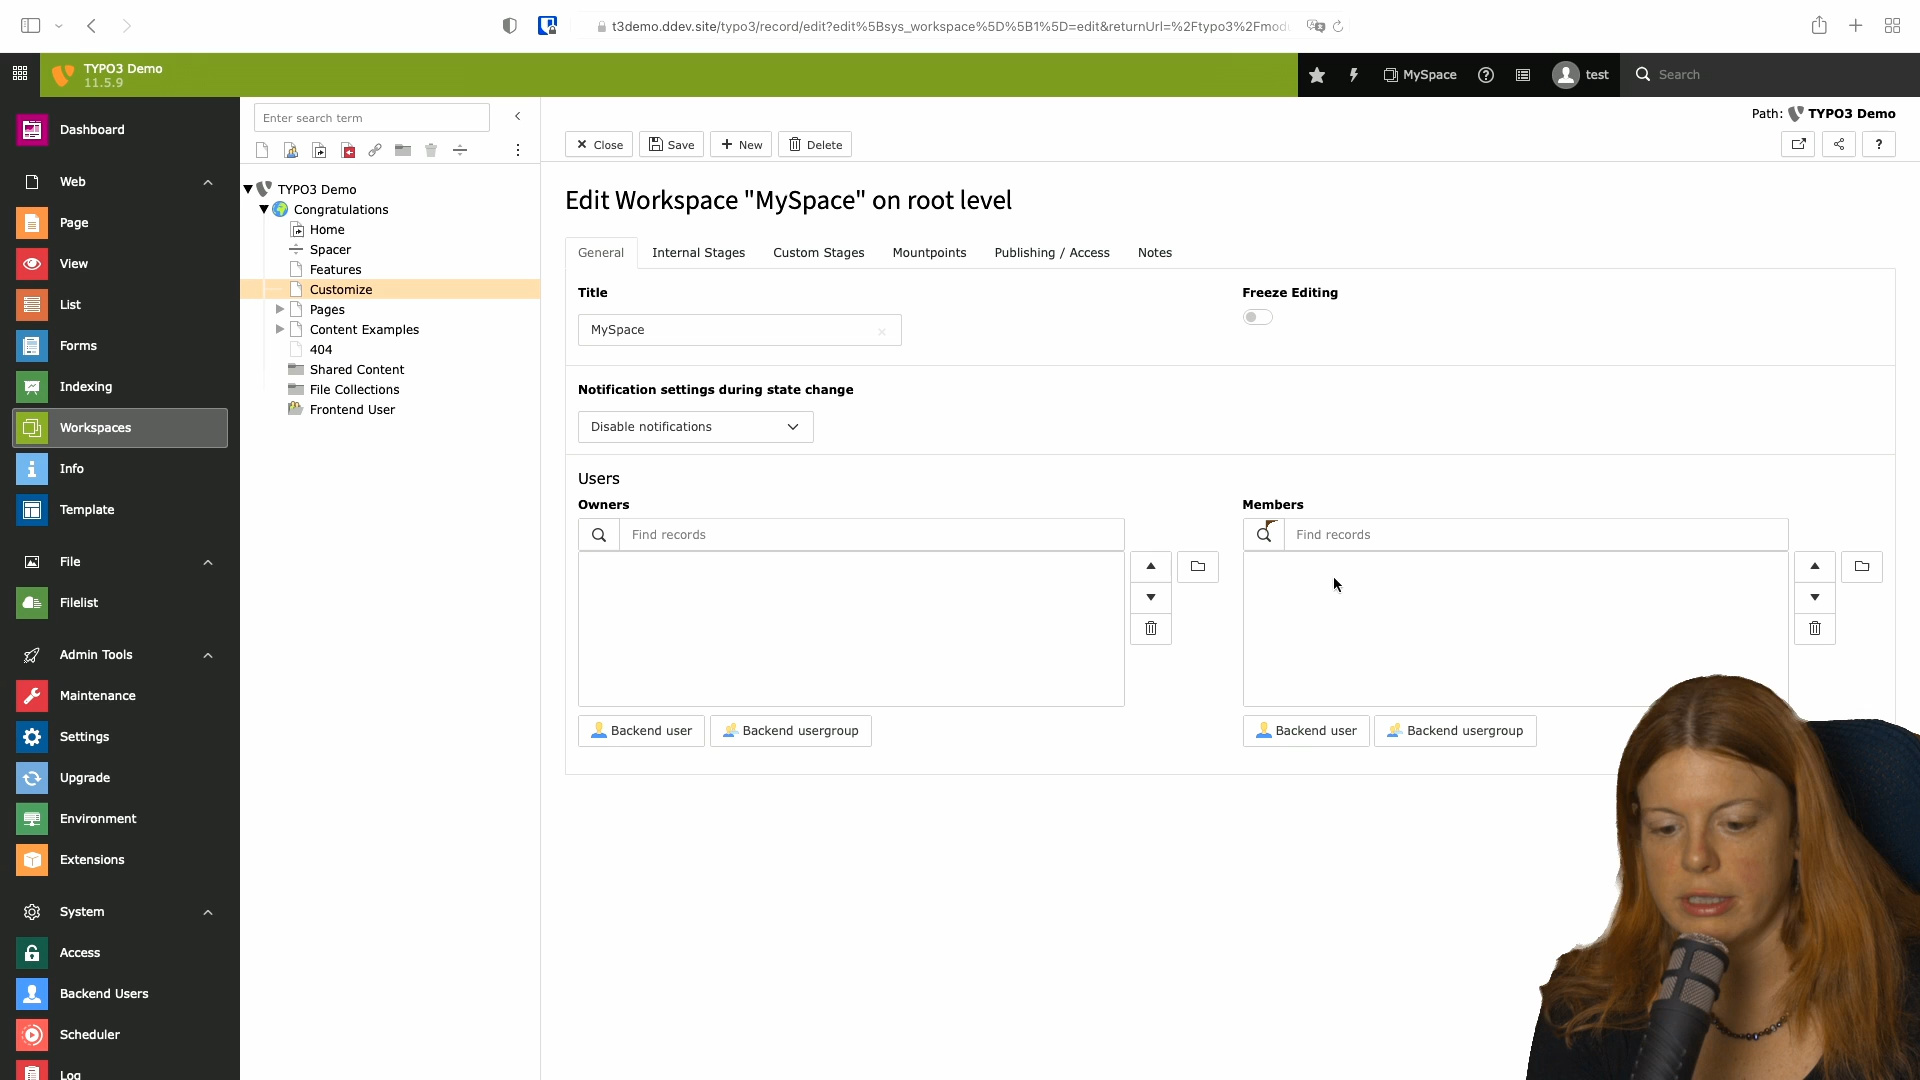 t3demo.ddev.site/typo3/record/edit?edit%5Bsys_workspace%5D%5B1%5D=edit&returnUrl=%2Ftypo3%2Fmod
TYPO3 Demo
11.5.9
MySpace
test
Search
Dashboard
Web
Page
View
List
Forms
Indexing
Workspaces
Info
Template
File
Filelist
Admin Tools
Maintenance
Settings
Upgrade
Environment
Extensions
System
Access
Backend Users
Scheduler
Log
Enter search term
TYPO3 Demo
Congratulations
Home
Spacer
Features
Customize
Pages
Content Examples
404
Shared Content
File Collections
Frontend User
Path: TYPO3 Demo
Close
Save
New
Delete
?
Edit Workspace "MySpace" on root level
General
Internal Stages
Custom Stages
Mountpoints
Publishing / Access
Notes
Title
MySpace
Freeze Editing
Notification settings during state change
Disable notifications
Users
Owners
Find records
Backend user
Backend usergroup
Members
Find records
Backend user
Backend usergroup